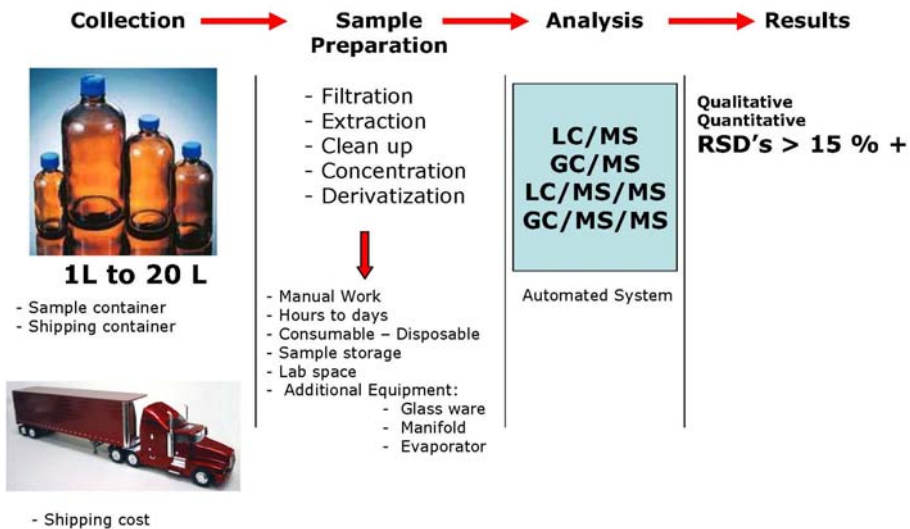 Collection
Sample
Preparation
Analysis
Results
1L to 20 L
- Sample container
- Shipping container
- Shipping cost
- Filtration
- Extraction
- Clean up
- Concentration
- Derivatization
- Manual Work
- Hours to days
- Consumable – Disposable
- Sample storage
- Lab space
- Additional Equipment:
- Glass ware
- Manifold
- Evaporator
LC/MS
GC/MS
LC/MS/MS
GC/MS/MS
Automated System
Qualitative
Quantitative
RSD's > 15 % +